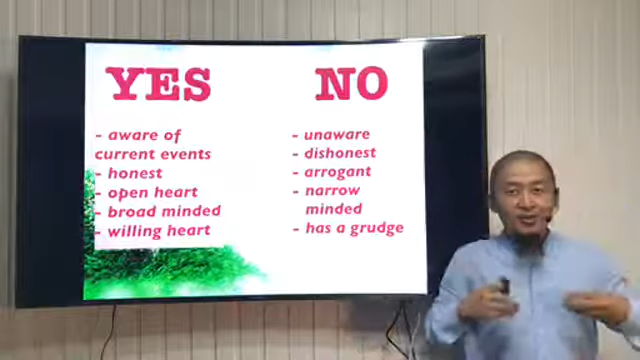 YES
- aware of
current events
- honest
- open heart
- broad minded
- willing heart
NO
- unaware
- dishonest
- arrogant
- narrow
minded
- has a grudge